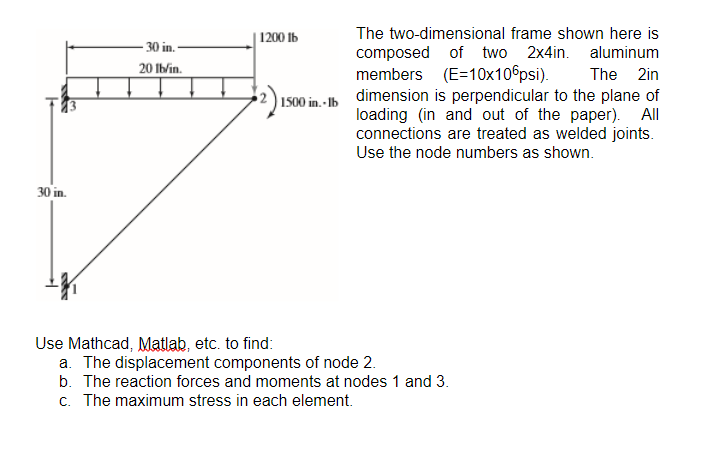 1200 lb
30 in.
20 lb/in.
3
2
1500 in.-lb
30 in.
1
The two-dimensional frame shown here is
composed of two 2x4in. aluminum
members (E=10x10⁶psi). The 2in
dimension is perpendicular to the plane of
loading (in and out of the paper). All
connections are treated as welded joints.
Use the node numbers as shown.
Use Mathcad, Matlab, etc. to find:
a. The displacement components of node 2.
b. The reaction forces and moments at nodes 1 and 3.
c. The maximum stress in each element.